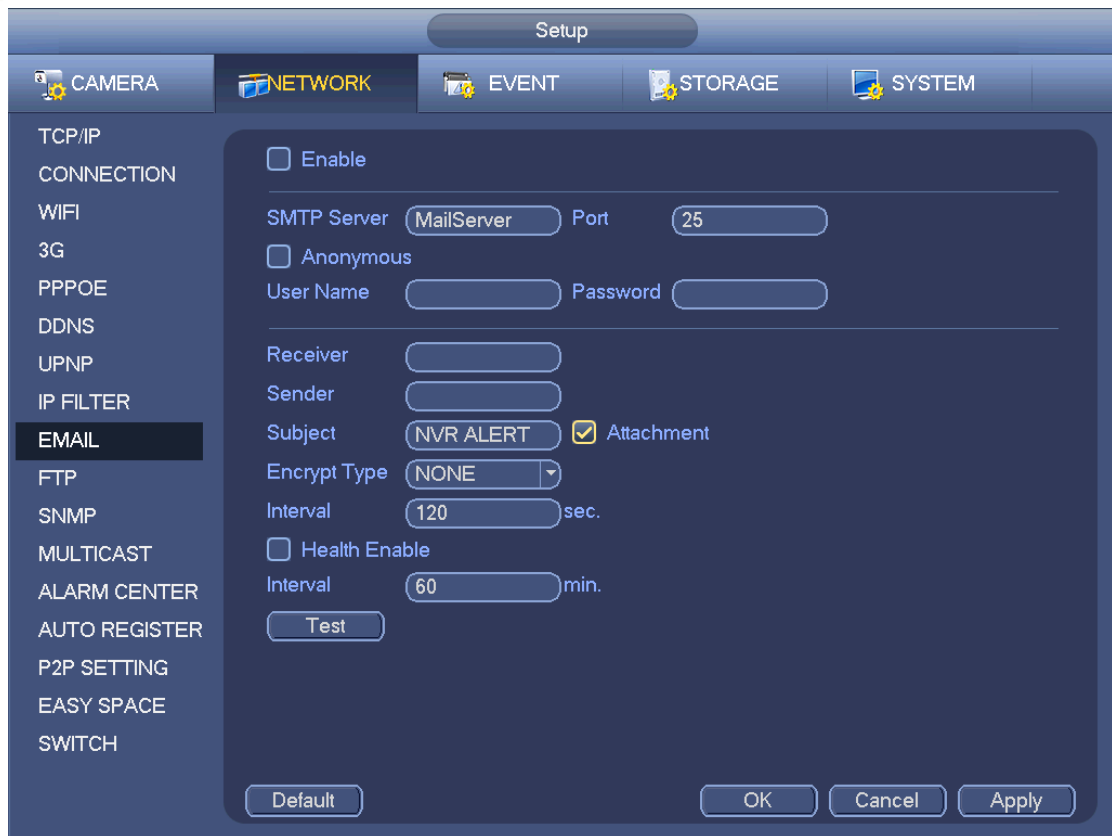 Setup
CAMERA NETWORK EVENT STORAGE SYSTEM
TCP/IP
CONNECTION
WIFI
3G
PPPOE
DDNS
UPNP
IP FILTER
EMAIL
FTP
SNMP
MULTICAST
ALARM CENTER
AUTO REGISTER
P2P SETTING
EASY SPACE
SWITCH
Enable
SMTP Server MailServer Port 25
Anonymous
User Name Password
Receiver
Sender
Subject NVR ALERT Attachment
Encrypt Type NONE
Interval 120 sec.
Health Enable
Interval 60 min.
Test
Default OK Cancel Apply